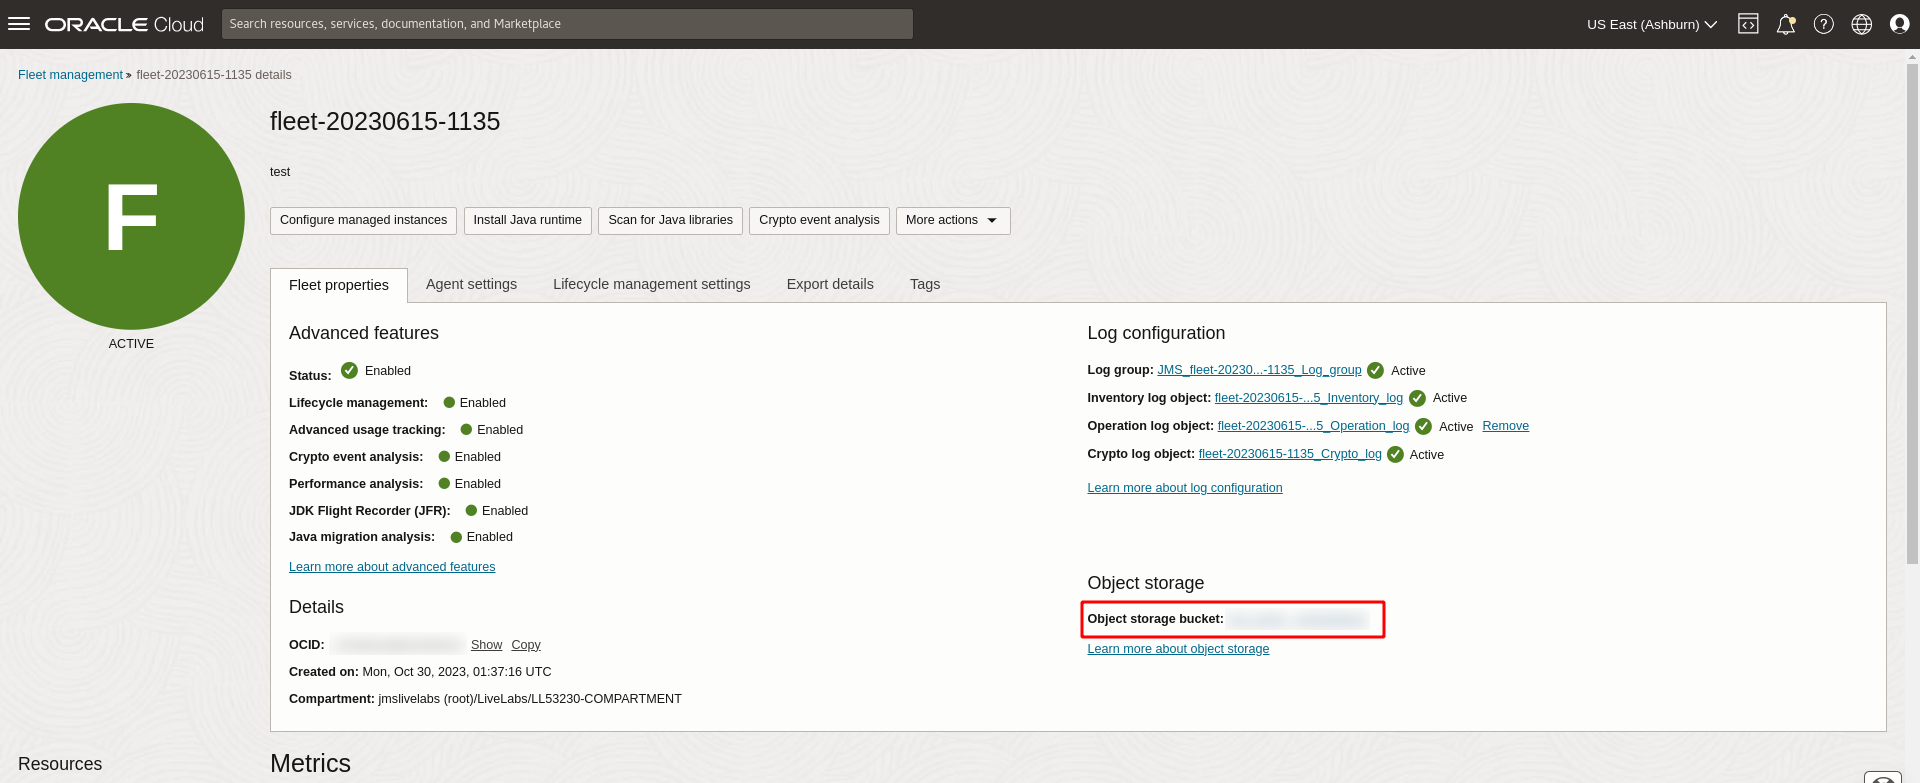 ORACLE Cloud
Search resources, services, documentation, and Marketplace
US East (Ashburn)
Fleet management » fleet-20230615-1135 details
F
ACTIVE
fleet-20230615-1135
test
Configure managed instances
Install Java runtime
Scan for Java libraries
Crypto event analysis
More actions
Fleet properties
Agent settings
Lifecycle management settings
Export details
Tags
Advanced features
Status: Enabled
Lifecycle management: Enabled
Advanced usage tracking: Enabled
Crypto event analysis: Enabled
Performance analysis: Enabled
JDK Flight Recorder (JFR): Enabled
Java migration analysis: Enabled
Learn more about advanced features
Details
OCID: Show Copy
Created on: Mon, Oct 30, 2023, 01:37:16 UTC
Compartment: jmslivelabs (root)/LiveLabs/LL53230-COMPARTMENT
Log configuration
Log group: JMS_fleet-20230...-1135_Log_group Active
Inventory log object: fleet-20230615-...5_Inventory_log Active
Operation log object: fleet-20230615-...5_Operation_log Active Remove
Crypto log object: fleet-20230615-1135_Crypto_log Active
Learn more about log configuration
Object storage
Object storage bucket:
Learn more about object storage
Resources
Metrics